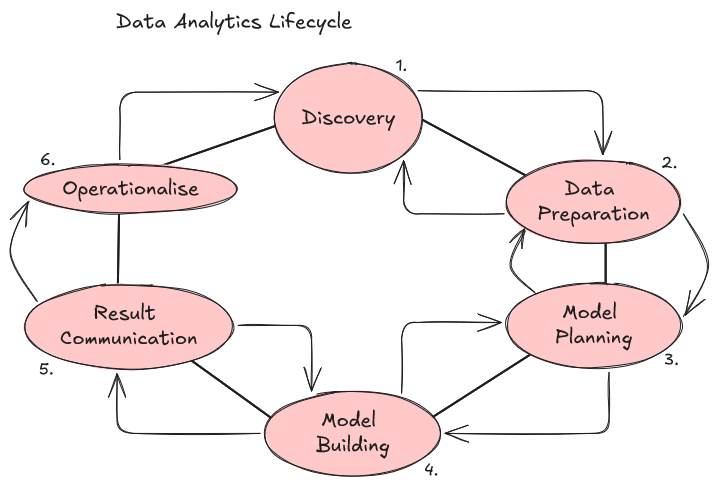 Data Analytics Lifecycle
1.
Discovery
2.
Data
Preparation
Model
Planning
3.
Model
Building
4.
Result
Communication
5.
6.
Operationalise